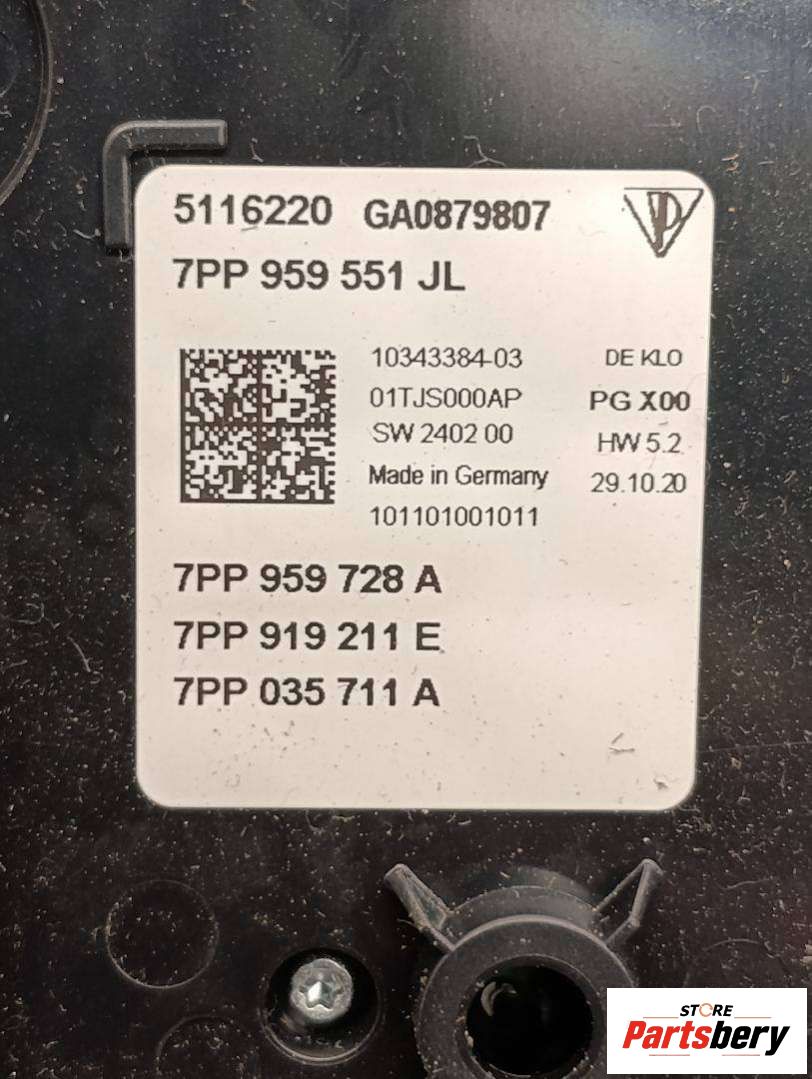 5116220 GA0879807
7PP 959 551 JL
10343384-03 DE KLO
01TJS000AP PG X00
SW 2402 00 HW 5.2
Made in Germany 29.10.20
101101001011
7PP 959 728 A
7PP 919 211 E
7PP 035 711 A
STORE
Partsbery